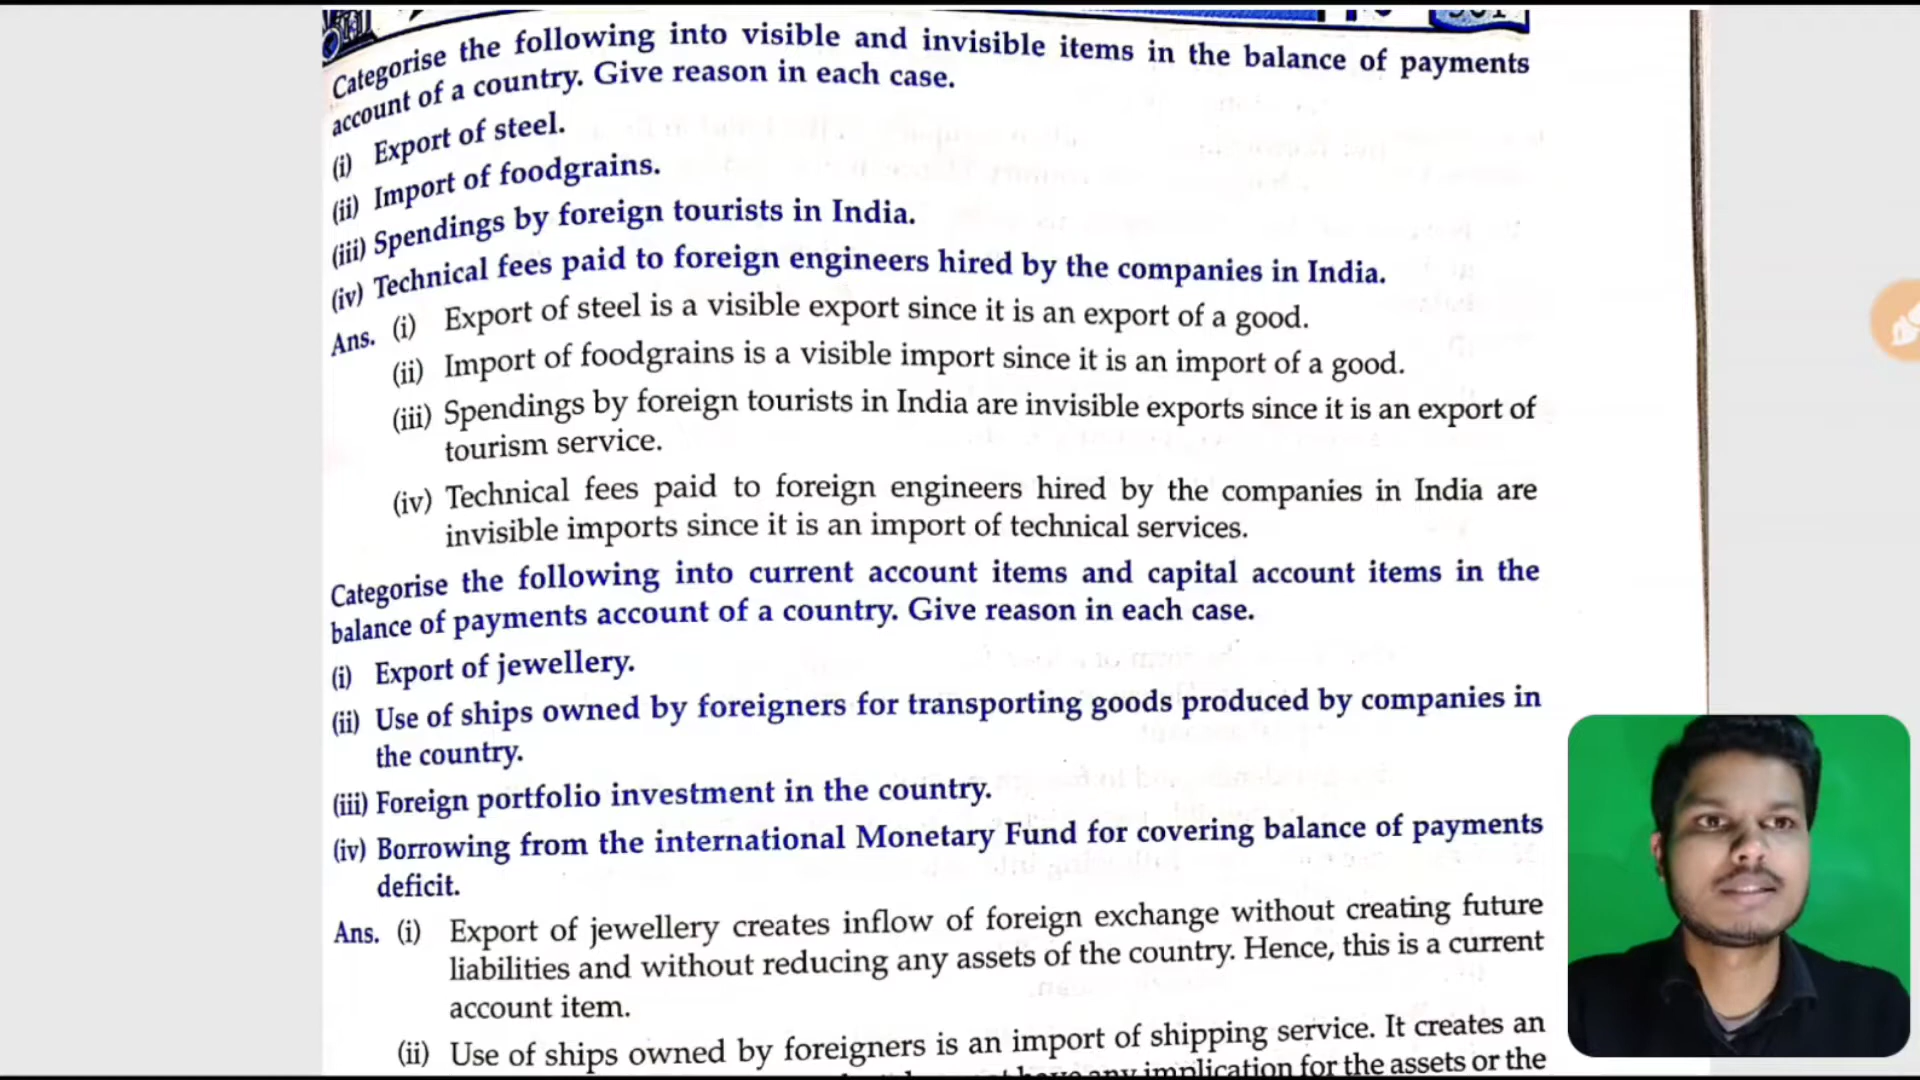 Categorise the following into visible and invisible items in the balance of payments
account of a country. Give reason in each case.
(i) Export of steel.
(ii) Import of foodgrains.
(iii) Spendings by foreign tourists in India.
(iv) Technical fees paid to foreign engineers hired by the companies in India.
Ans. (i) Export of steel is a visible export since it is an export of a good.
(ii) Import of foodgrains is a visible import since it is an import of a good.
(iii) Spendings by foreign tourists in India are invisible exports since it is an export of
tourism service.
(iv) Technical fees paid to foreign engineers hired by the companies in India are
invisible imports since it is an import of technical services.
Categorise the following into current account items and capital account items in the
balance of payments account of a country. Give reason in each case.
(i) Export of jewellery.
(ii) Use of ships owned by foreigners for transporting goods produced by companies in
the country.
(iii) Foreign portfolio investment in the country.
(iv) Borrowing from the international Monetary Fund for covering balance of payments
deficit.
Ans. (i) Export of jewellery creates inflow of foreign exchange without creating future
liabilities and without reducing any assets of the country. Hence, this is a current
account item.
(ii) Use of ships owned by foreigners is an import of shipping service. It creates an
any implication for the assets or the